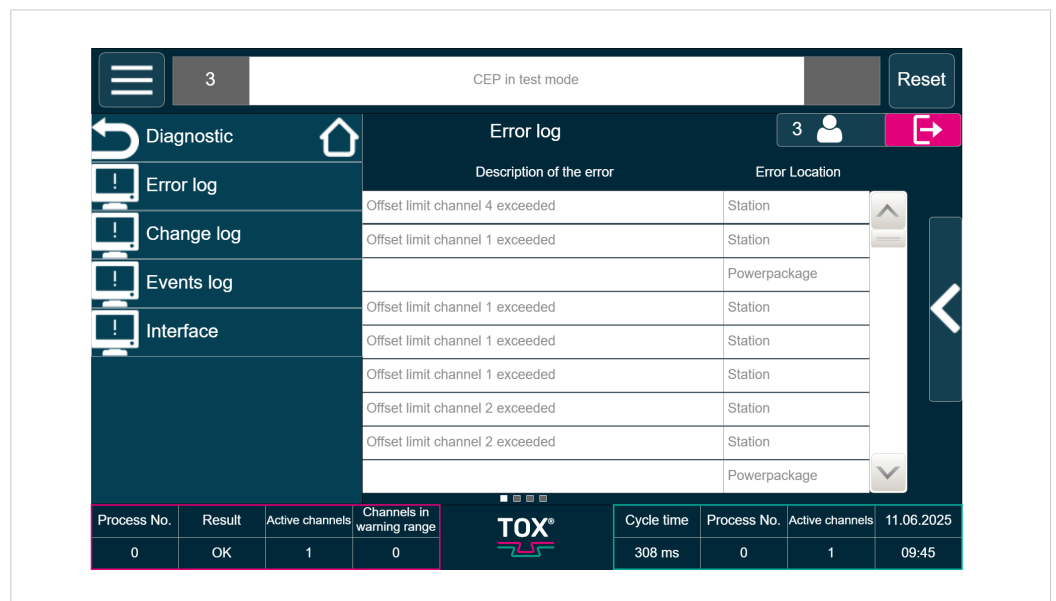 3
CEP in test mode
Reset
Diagnostic
Error log
3
Error log
Change log
Events log
Interface
Description of the error Error Location
Offset limit channel 4 exceeded Station
Offset limit channel 1 exceeded Station
Powerpackage
Offset limit channel 1 exceeded Station
Offset limit channel 1 exceeded Station
Offset limit channel 1 exceeded Station
Offset limit channel 2 exceeded Station
Offset limit channel 2 exceeded Station
Powerpackage
Process No. Result Active channels Channels in warning range
0 OK 1 0
TOX®
Cycle time Process No. Active channels 11.06.2025
308 ms 0 1 09:45